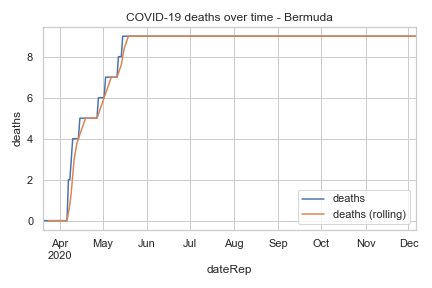 COVID-19 deaths over time - Bermuda
deaths
8
6
4
2
0
Apr
2020
May
Jun
Jul
Aug
Sep
Oct
Nov
Dec
dateRep
deaths
deaths (rolling)